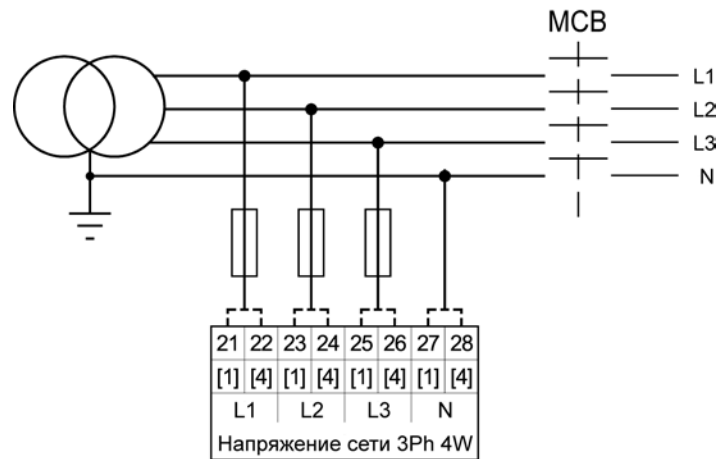 MCB
L1
L2
L3
N
21 22 23 24 25 26 27 28
[1] [4] [1] [4] [1] [4] [1] [4]
L1 L2 L3 N
Напряжение сети 3Ph 4W